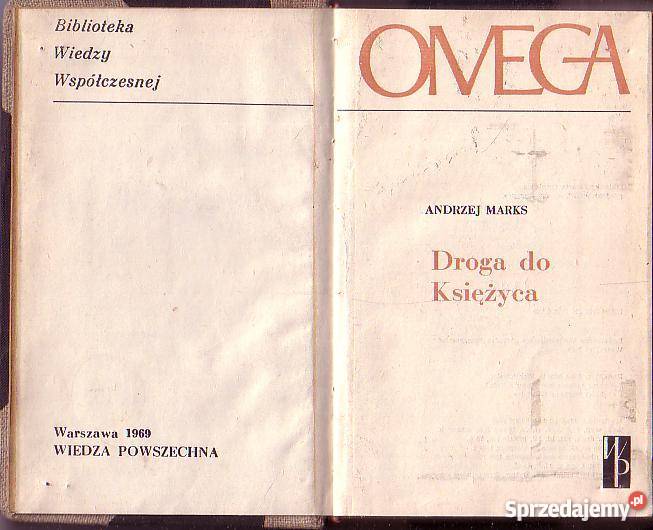 Biblioteka
Wiedzy
Współczesnej
Warszawa 1969
WIEDZA POWSZECHNA
OMEGA
ANDRZEJ MARKS
Droga do
Księżyca
WP
Sprzedajemy.pl